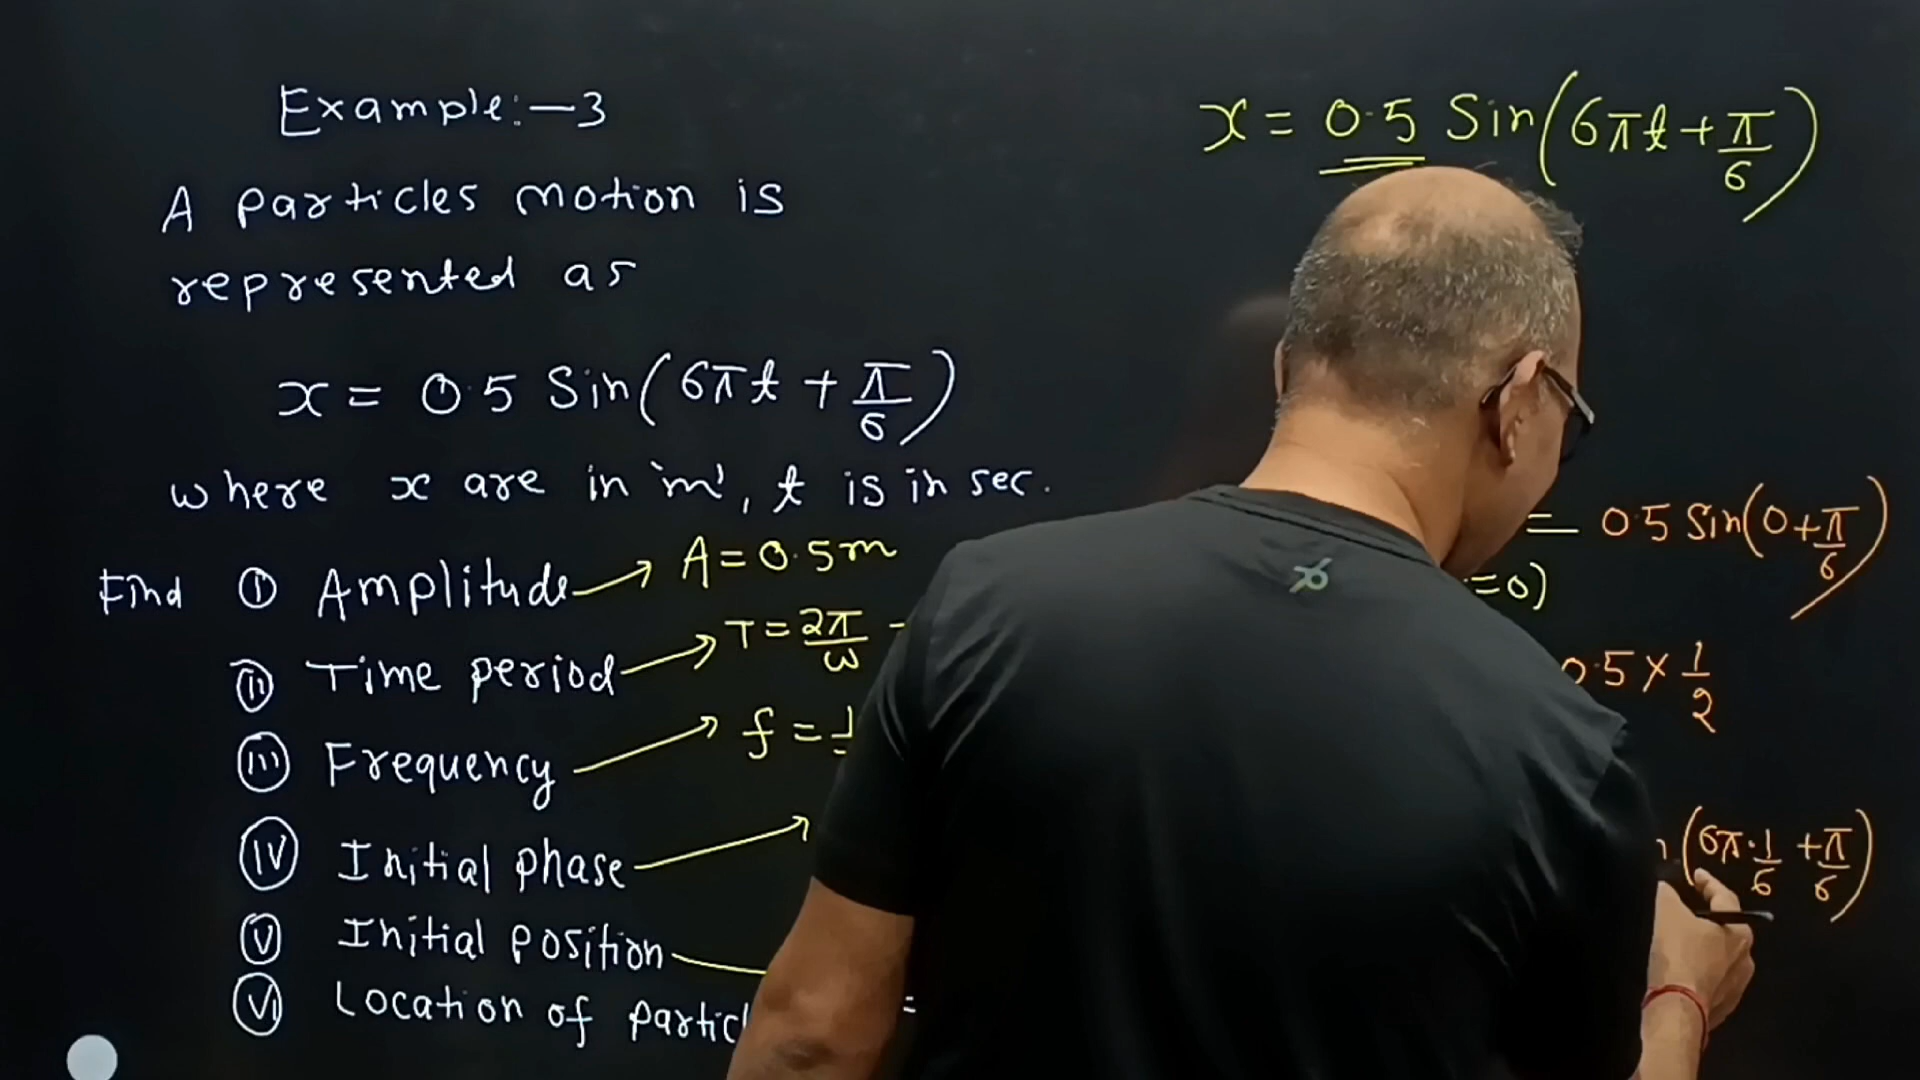 Example:-3
A particles motion is
represented as
x = 0.5 Sin(6πt + π/6)
where x are in 'm', t is in sec.
Find (i) Amplitude → A = 0.5m
(ii) Time period → T = 2π/ω
(iii) Frequency → f = 1
(iv) Initial phase →
(v) Initial position
(vi) Location of =
x = 0.5 Sin(6πt + π/6)
= 0.5 Sin(0 + π/6)
=0)
0.5 × 1/2
(6π·1/6 + π/6)